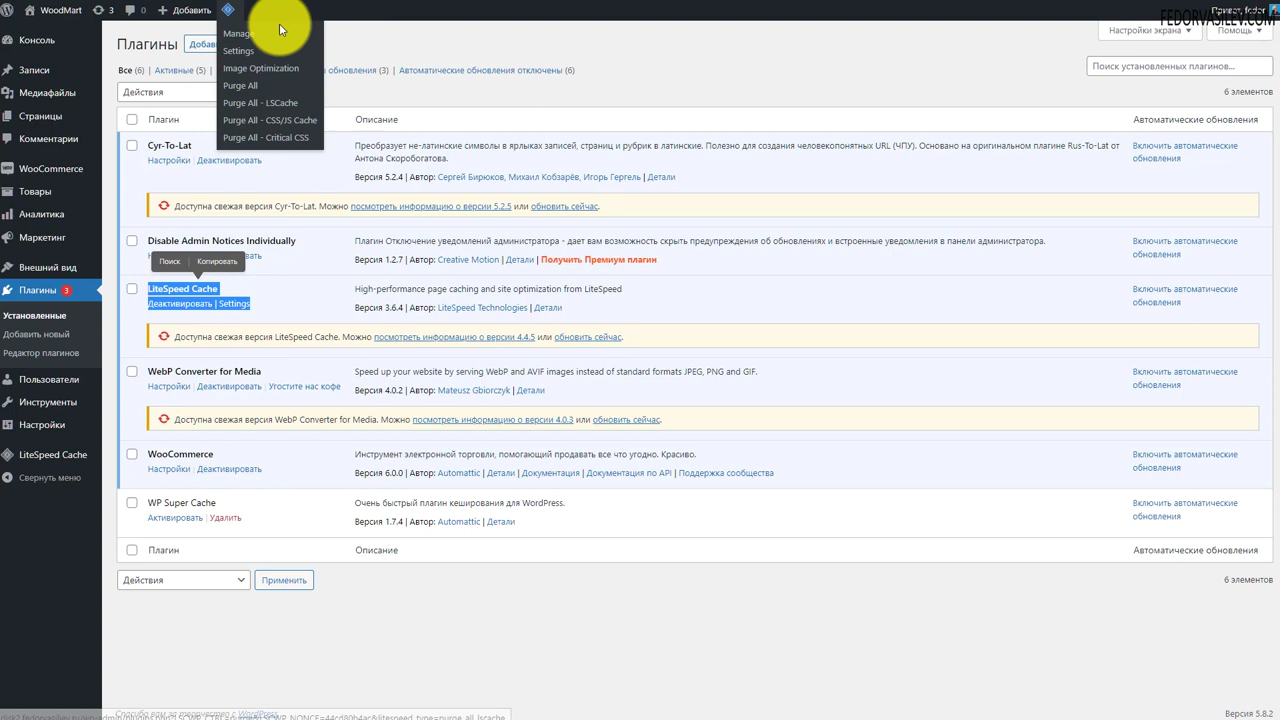 WoodMart
3
0
Добавить
Привет, fedor
FEDORVASILEV.COM
Консоль
Записи
Медиафайлы
Страницы
Комментарии
WooCommerce
Товары
Аналитика
Маркетинг
Внешний вид
Плагины 3
Установленные
Добавить новый
Редактор плагинов
Пользователи
Инструменты
Настройки
LiteSpeed Cache
Свернуть меню
Manage
Settings
Image Optimization
Purge All
Purge All - LSCache
Purge All - CSS/JS Cache
Purge All - Critical CSS
Настройки экрана
Помощь
Плагины
Все (6) | Активные (5) | обновления (3) | Автоматические обновления отключены (6)
Поиск установленных плагинов...
Действия
6 элементов
Плагин
Описание
Автоматические обновления
Cyr-To-Lat
Настройки | Деактивировать
Преобразует не-латинские символы в ярлыках записей, страниц и рубрик в латинские. Полезно для создания человекопонятных URL (ЧПУ). Основано на оригинальном плагине Rus-To-Lat от
Антона Скоробогатова.
Версия 5.2.4 | Автор: Сергей Бирюков, Михаил Кобзарёв, Игорь Гергель | Детали
Включить автоматические
обновления
Доступна свежая версия Cyr-To-Lat. Можно посмотреть информацию о версии 5.2.5 или обновить сейчас.
Disable Admin Notices Individually
Плагин Отключение уведомлений администратора - дает вам возможность скрыть предупреждения об обновлениях и встроенные уведомления в панели администратора.
Версия 1.2.7 | Автор: Creative Motion | Детали | Получить Премиум плагин
Включить автоматические
обновления
Поиск
Копировать
LiteSpeed Cache
Деактивировать | Settings
High-performance page caching and site optimization from LiteSpeed
Версия 3.6.4 | Автор: LiteSpeed Technologies | Детали
Включить автоматические
обновления
Доступна свежая версия LiteSpeed Cache. Можно посмотреть информацию о версии 4.4.5 или обновить сейчас.
WebP Converter for Media
Настройки | Деактивировать | Угостите нас кофе
Speed up your website by serving WebP and AVIF images instead of standard formats JPEG, PNG and GIF.
Версия 4.0.2 | Автор: Mateusz Gbiorczyk | Детали
Включить автоматические
обновления
Доступна свежая версия WebP Converter for Media. Можно посмотреть информацию о версии 4.0.3 или обновить сейчас.
WooCommerce
Настройки | Деактивировать
Инструмент электронной торговли, помогающий продавать все что угодно. Красиво.
Версия 6.0.0 | Автор: Automattic | Детали | Документация | Документация по API | Поддержка сообщества
Включить автоматические
обновления
WP Super Cache
Активировать | Удалить
Очень быстрый плагин кеширования для WordPress.
Версия 1.7.4 | Автор: Automattic | Детали
Включить автоматические
обновления
Плагин
Описание
Автоматические обновления
Действия
Применить
6 элементов
Спасибо вам за творчество с WordPress.
Версия 5.8.2